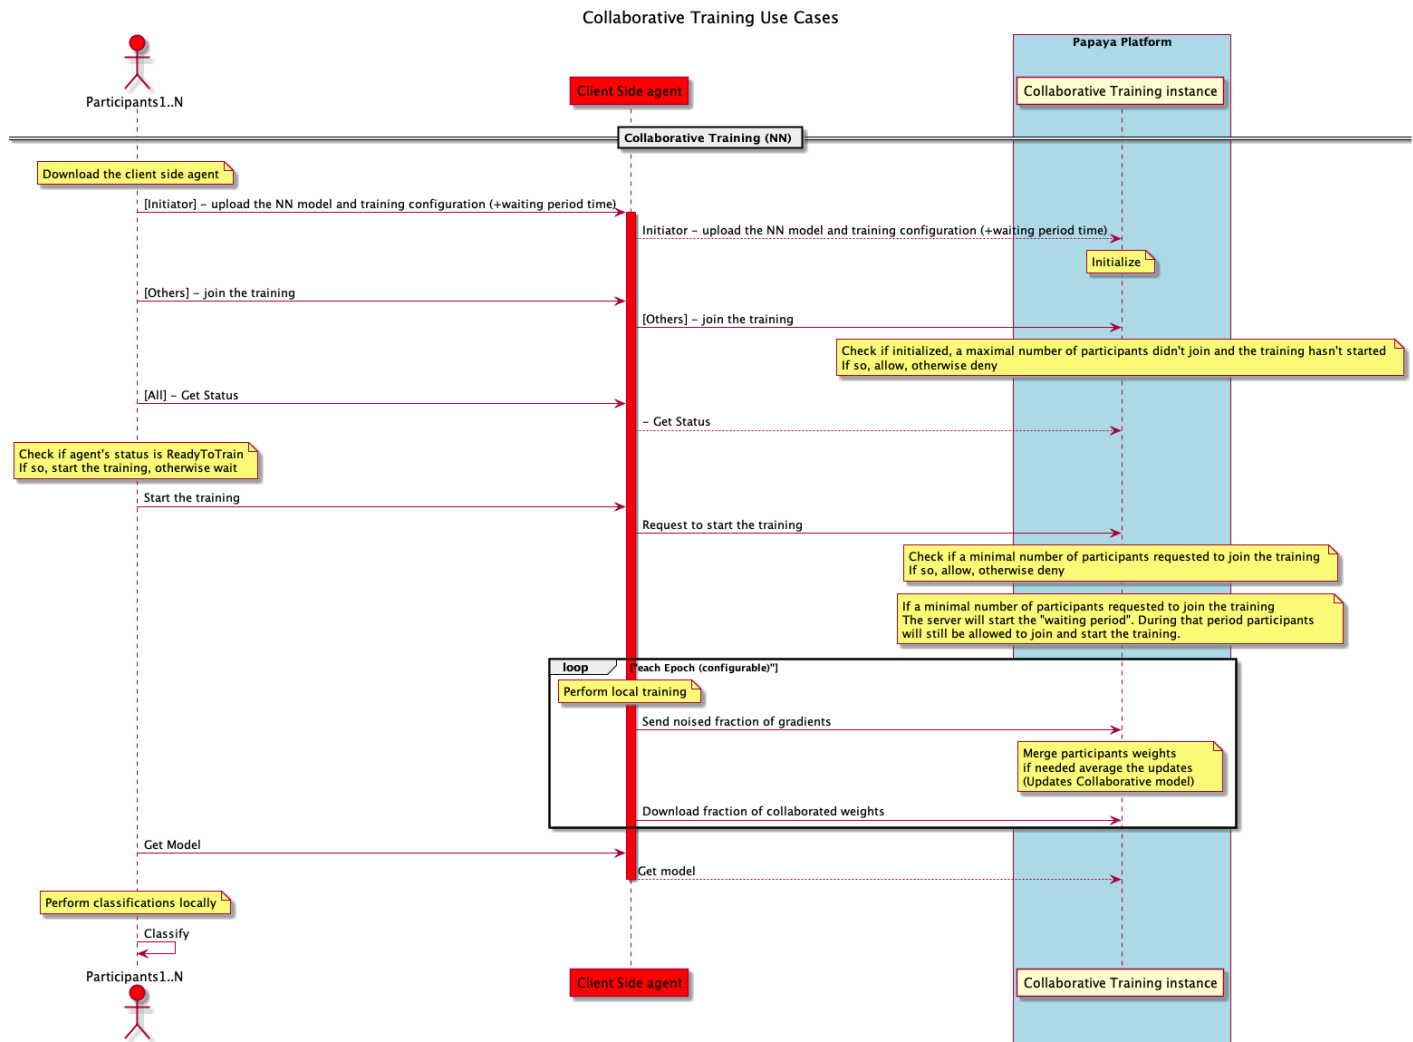 Collaborative Training Use Cases
Papaya Platform
Participants1..N
Client Side agent
Collaborative Training instance
Collaborative Training (NN)
Download the client side agent
[Initiator] - upload the NN model and training configuration (+waiting period time)
Initiator - upload the NN model and training configuration (+waiting period time)
Initialize
[Others] - join the training
[Others] - join the training
Check if initialized, a maximal number of participants didn't join and the training hasn't started
If so, allow, otherwise deny
[All] - Get Status
- Get Status
Check if agent's status is ReadyToTrain
If so, start the training, otherwise wait
Start the training
Request to start the training
Check if a minimal number of participants requested to join the training
If so, allow, otherwise deny
If a minimal number of participants requested to join the training
The server will start the "waiting period". During that period participants
will still be allowed to join and start the training.
loop
["each Epoch (configurable)"]
Perform local training
Send noised fraction of gradients
Merge participants weights
if needed average the updates
(Updates Collaborative model)
Download fraction of collaborated weights
Get Model
Get model
Perform classifications locally
Classify
Participants1..N
Client Side agent
Collaborative Training instance